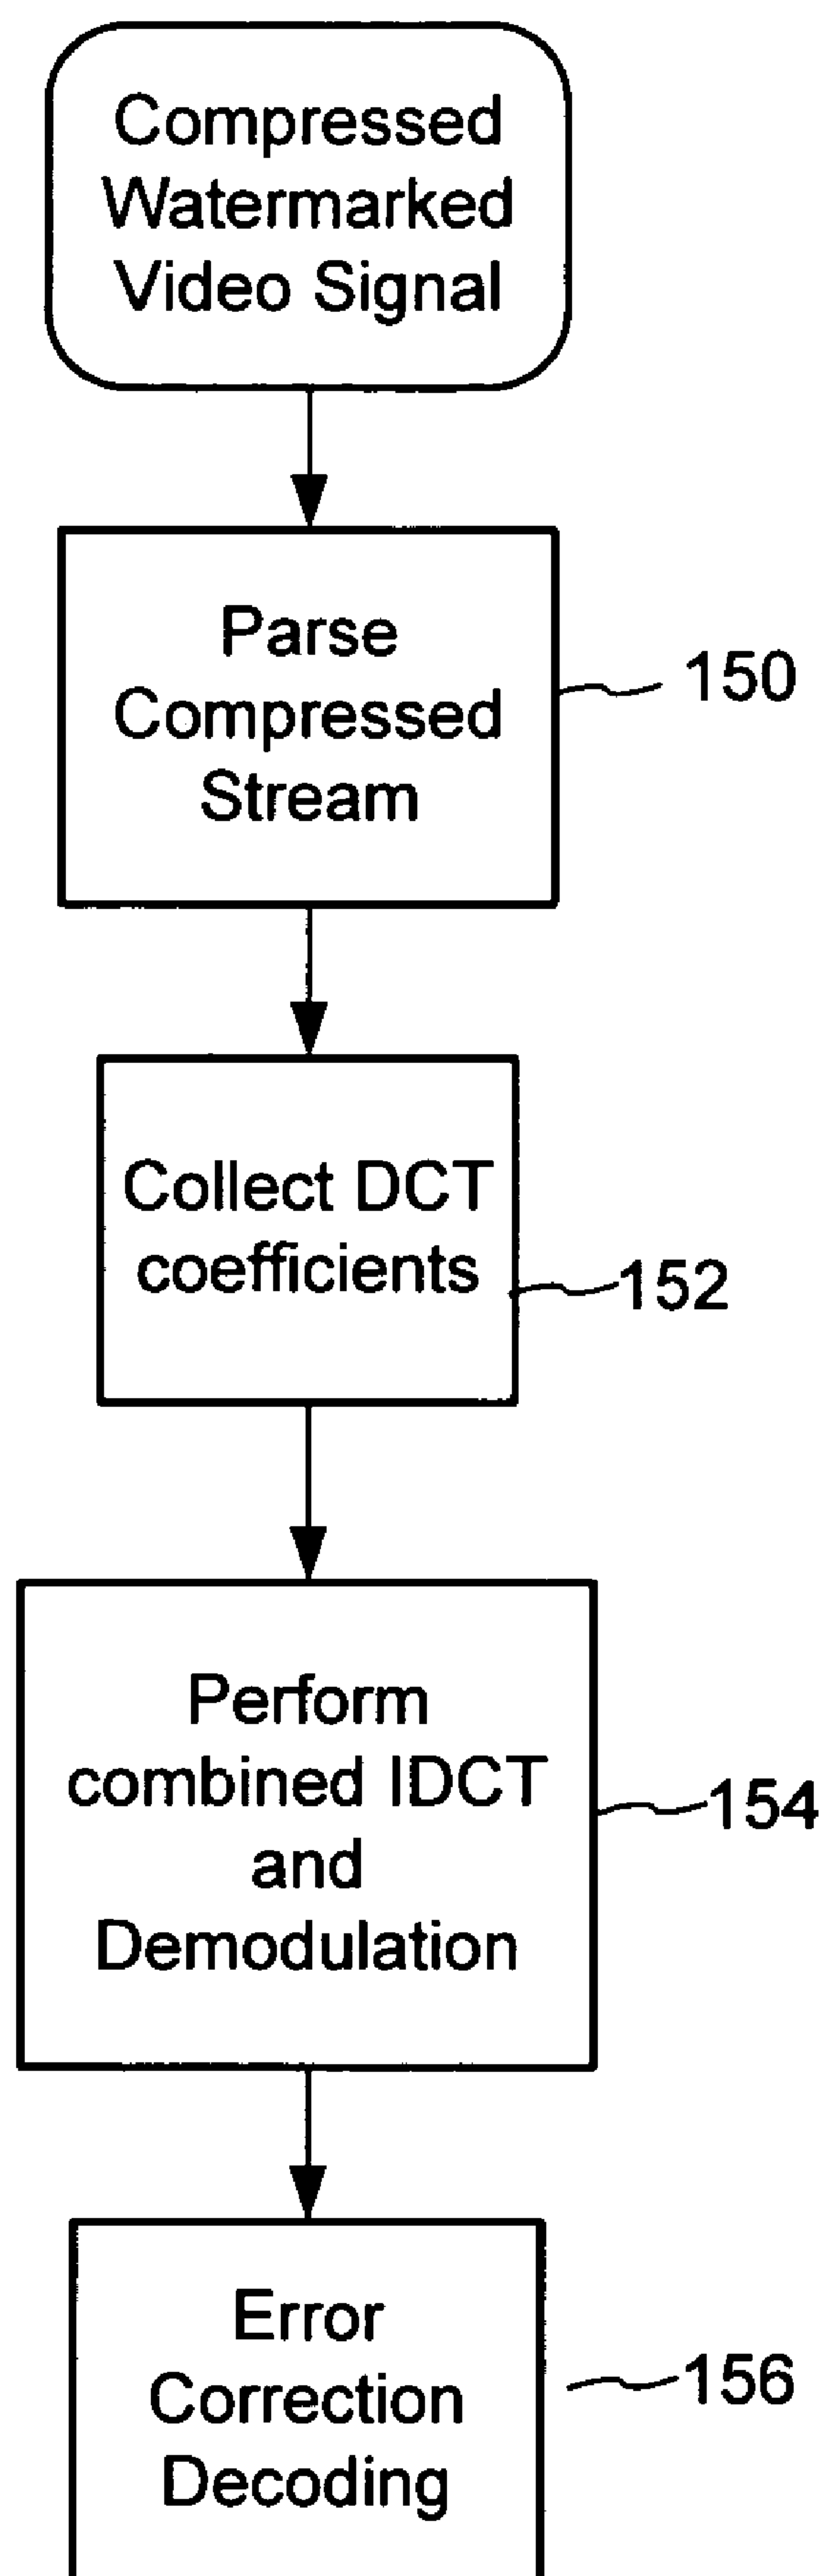 Compressed
Watermarked
Video Signal
Parse
Compressed
Stream
150
Collect DCT
coefficients
152
Perform
combined IDCT
and
Demodulation
154
Error
Correction
Decoding
156